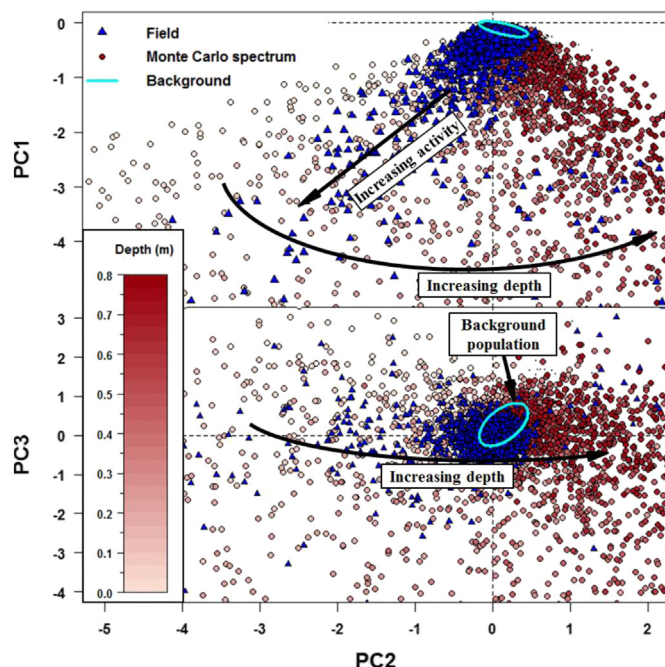 0
Field
Monte Carlo spectrum
Background
-1
-2
-3
-4
PC1
Increasing activity
Increasing depth
Depth (m)
0.8
0.7
0.6
0.5
0.4
0.3
0.2
0.1
0.0
Background
population
3
2
1
0
-1
-2
-3
-4
PC3
Increasing depth
-5 -4 -3 -2 -1 0 1 2
PC2